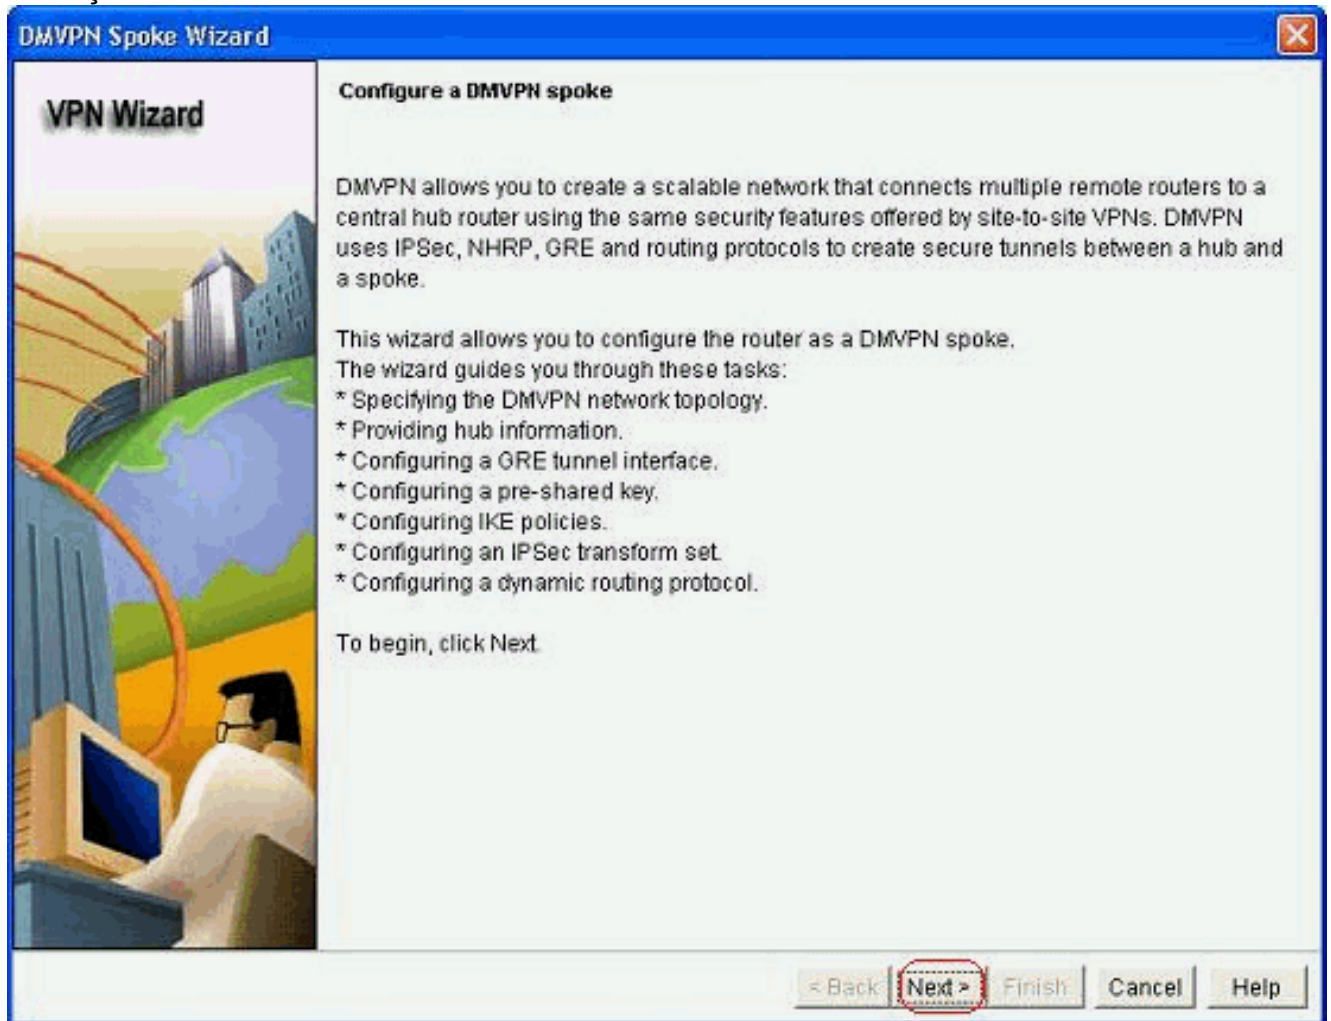 DMVPN Spoke Wizard
VPN Wizard
Configure a DMVPN spoke
DMVPN allows you to create a scalable network that connects multiple remote routers to a
central hub router using the same security features offered by site-to-site VPNs. DMVPN
uses IPSec, NHRP, GRE and routing protocols to create secure tunnels between a hub and
a spoke.
This wizard allows you to configure the router as a DMVPN spoke.
The wizard guides you through these tasks:
* Specifying the DMVPN network topology.
* Providing hub information.
* Configuring a GRE tunnel interface.
* Configuring a pre-shared key.
* Configuring IKE policies.
* Configuring an IPSec transform set.
* Configuring a dynamic routing protocol.
To begin, click Next.
< Back Next > Finish Cancel Help